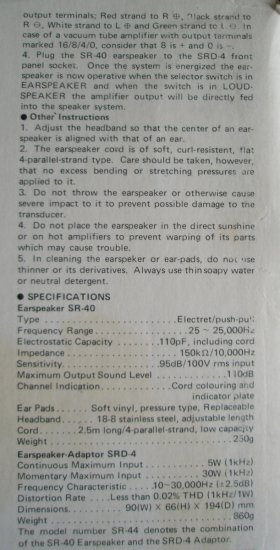 output terminals; Red strand to R ⊕, Black strand to
R ⊖, White strand to L ⊕ and Green strand to L ⊖. In
case of a vacuum tube amplifier with output terminals
marked 16/8/4/0, consider that 8 is + and 0 is -.
4. Plug the SR-40 earspeaker to the SRD-4 front
panel socket. Once the system is energized the ear-
speaker is now operative when the selector switch is in
EARSPEAKER and when the switch is in LOUD-
SPEAKER the amplifier output will be directly fed
into the speaker system.
● Other Instructions
1. Adjust the headband so that the center of an ear-
speaker is aligned with that of an ear.
2. The earspeaker cord is of soft, curl-resistent, flat
4-parallel-strand type. Care should be taken, however,
that no excess bending or stretching pressures are
applied to it.
3. Do not throw the earspeaker or otherwise cause
severe impact to it to prevent possible damage to the
transducer.
4. Do not place the earspeaker in the direct sunshine
or on hot amplifiers to prevent warping of its parts
which may cause trouble.
5. In cleaning the earspeker or ear-pads, do not use
thinner or its derivatives. Always use thin soapy water
or neutral detergent.
● SPECIFICATIONS
Earspeaker SR-40
Type ..................... Electret/push-pull
Frequency Range ............. 25 ~ 25,000Hz
Electrostatic Capacity ....... 110pF, including cord
Impedance ................ 150kΩ/10,000Hz
Sensitivity ............. 95dB/100V rms input
Maximum Output Sound Level ....... 110dB
Channel Indication ........ Cord colouring and
indicator plate
Ear Pads .... Soft vinyl, pressure type, Replaceable
Headband ..... 18-8 stainless steel, adjustable length
Cord ..... 2.5m long/4-parallel-strand, low capacity
Weight ........................... 250g
Earspeaker-Adaptor SRD-4
Continuous Maximum Input ........ 5W (1kHz)
Momentary Maximum Input ....... 30W (1kHz)
Frequency Characteristic .... 10~30,000Hz (±2.5dB)
Distortion Rate .... Less than 0.02% THD (1kHz/1W)
Dimensions ......... 90(W) X 66(H) X 194(D) mm
Weight ........................... 860g
The model number SR-44 denotes the combination
of the SR-40 Earspeaker and the SRD-4 Adaptor.